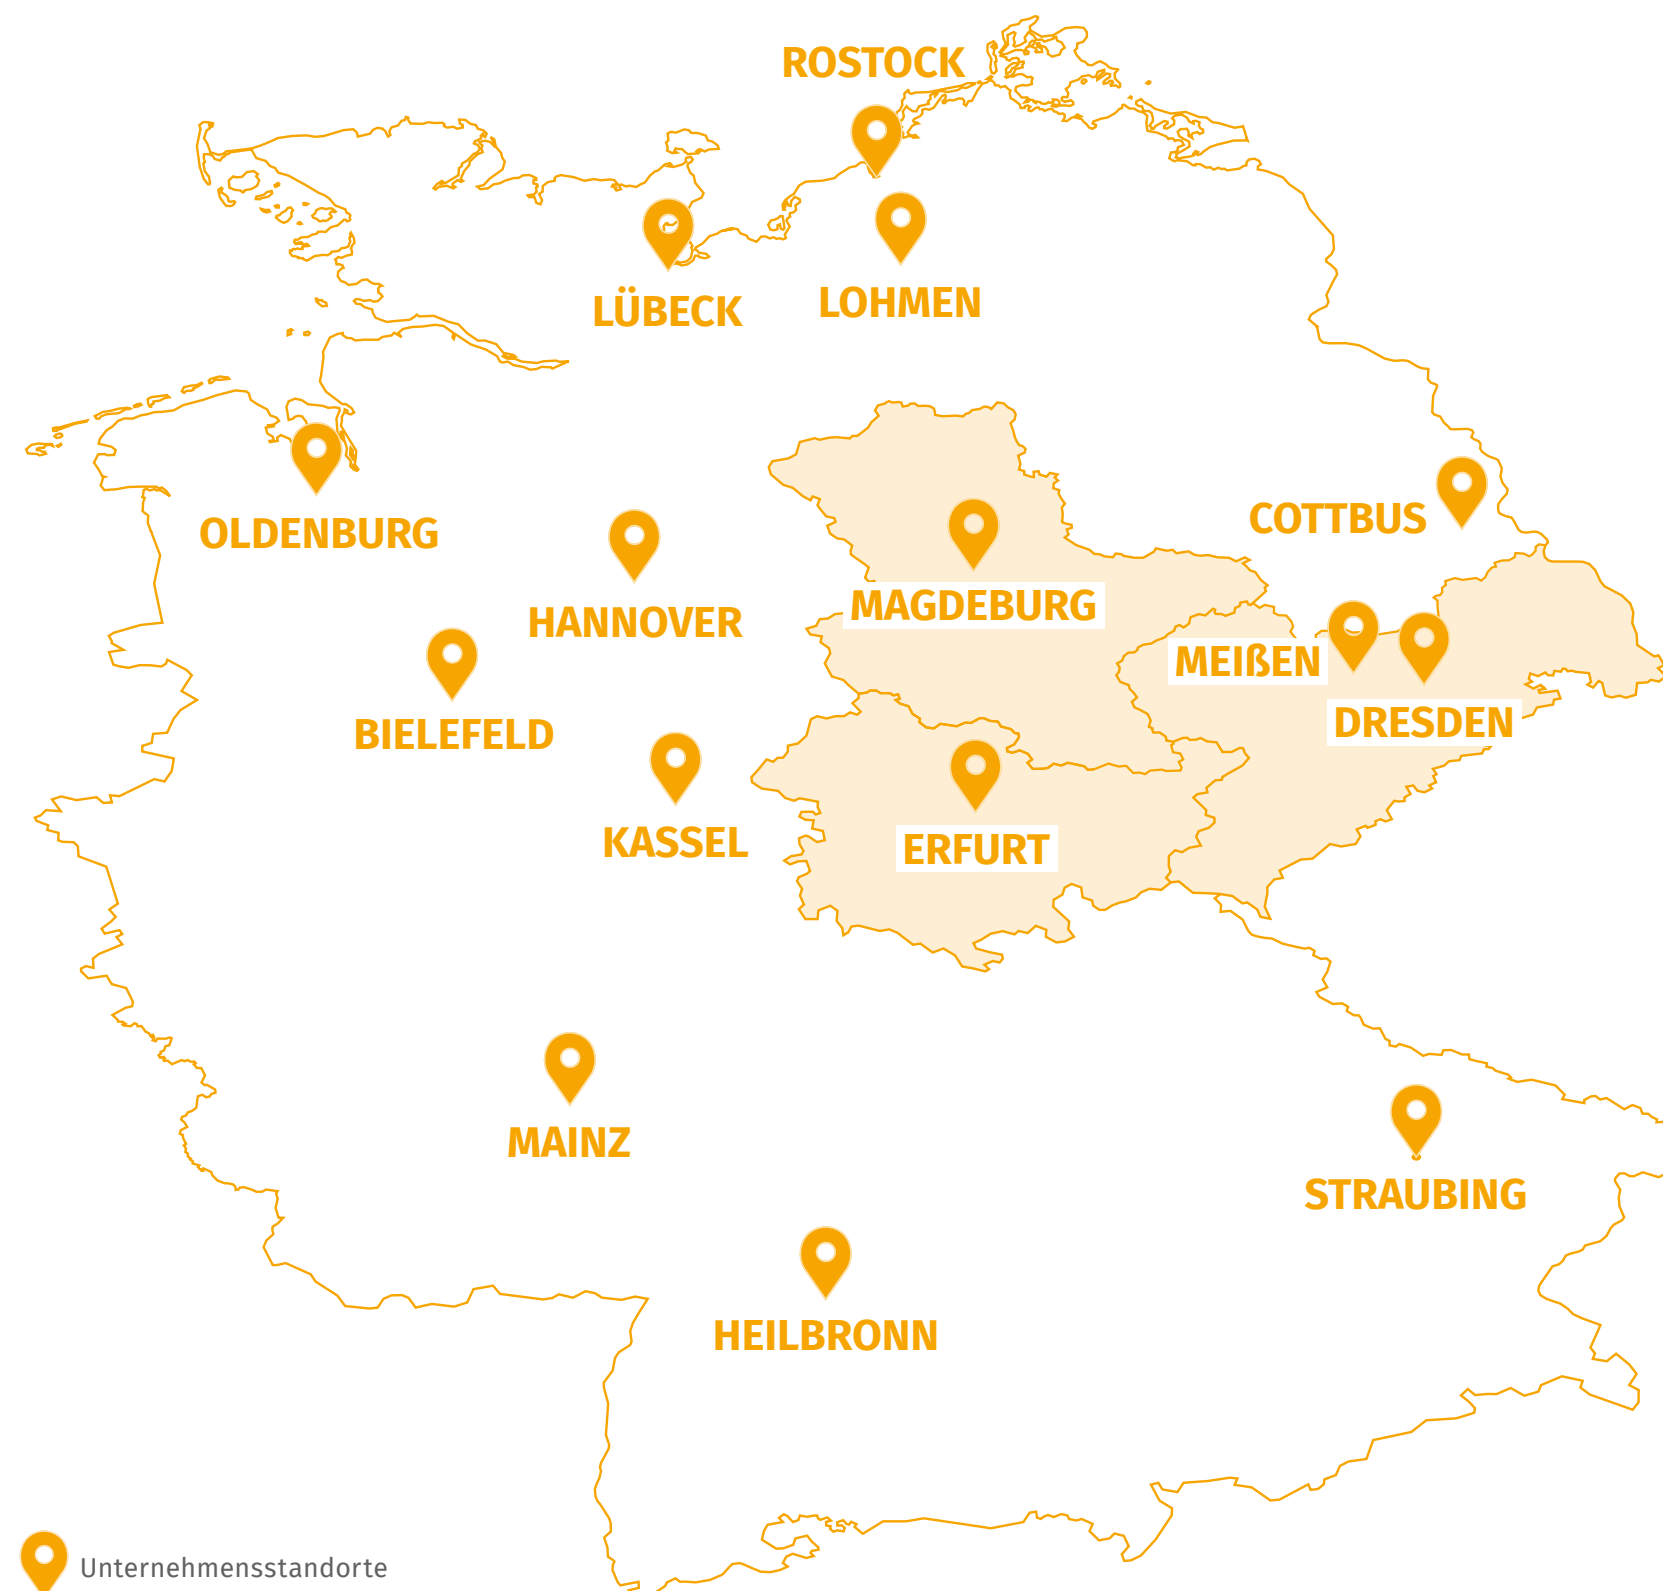 ROSTOCK
LÜBECK
LOHMEN
OLDENBURG
COTTBUS
HANNOVER
MAGDEBURG
MEIßEN
BIELEFELD
DRESDEN
KASSEL
ERFURT
MAINZ
STRAUBING
HEILBRONN
Unternehmensstandorte